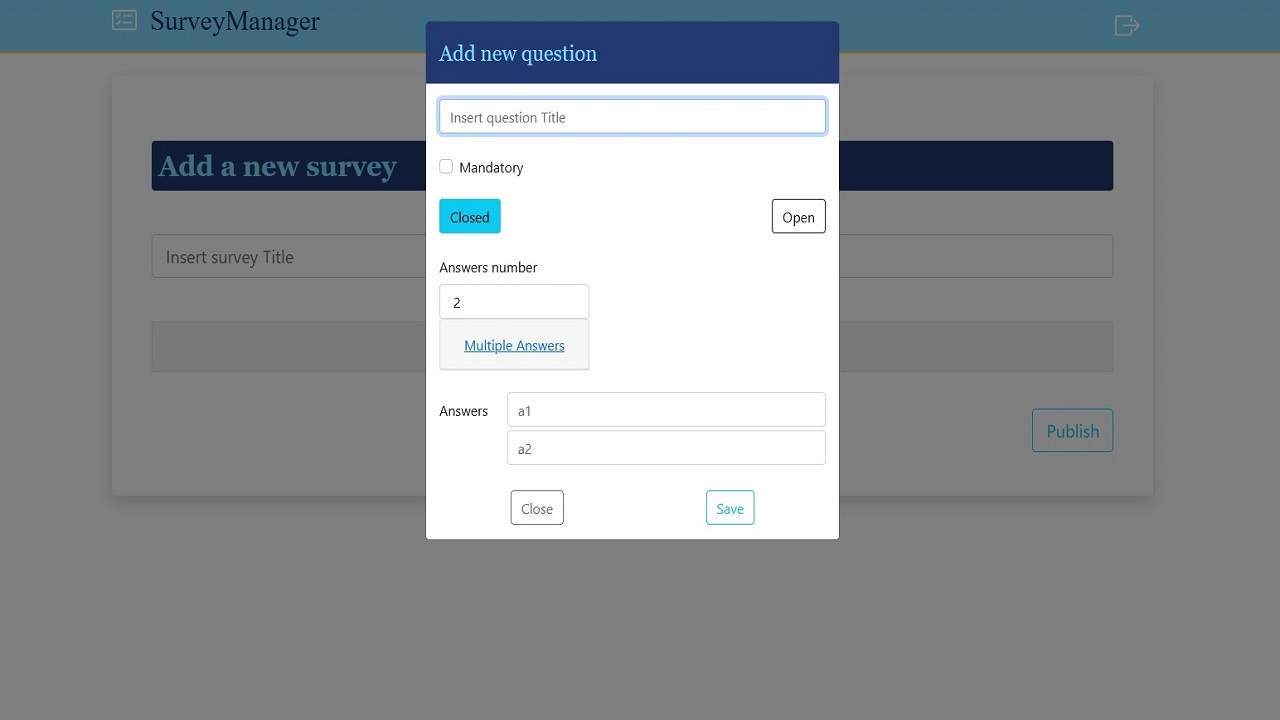 SurveyManager
Add new question
Insert question Title
Add a new survey
Mandatory
Closed
Open
Insert survey Title
Answers number
2
Multiple Answers
Answers
a1
a2
Publish
Close
Save